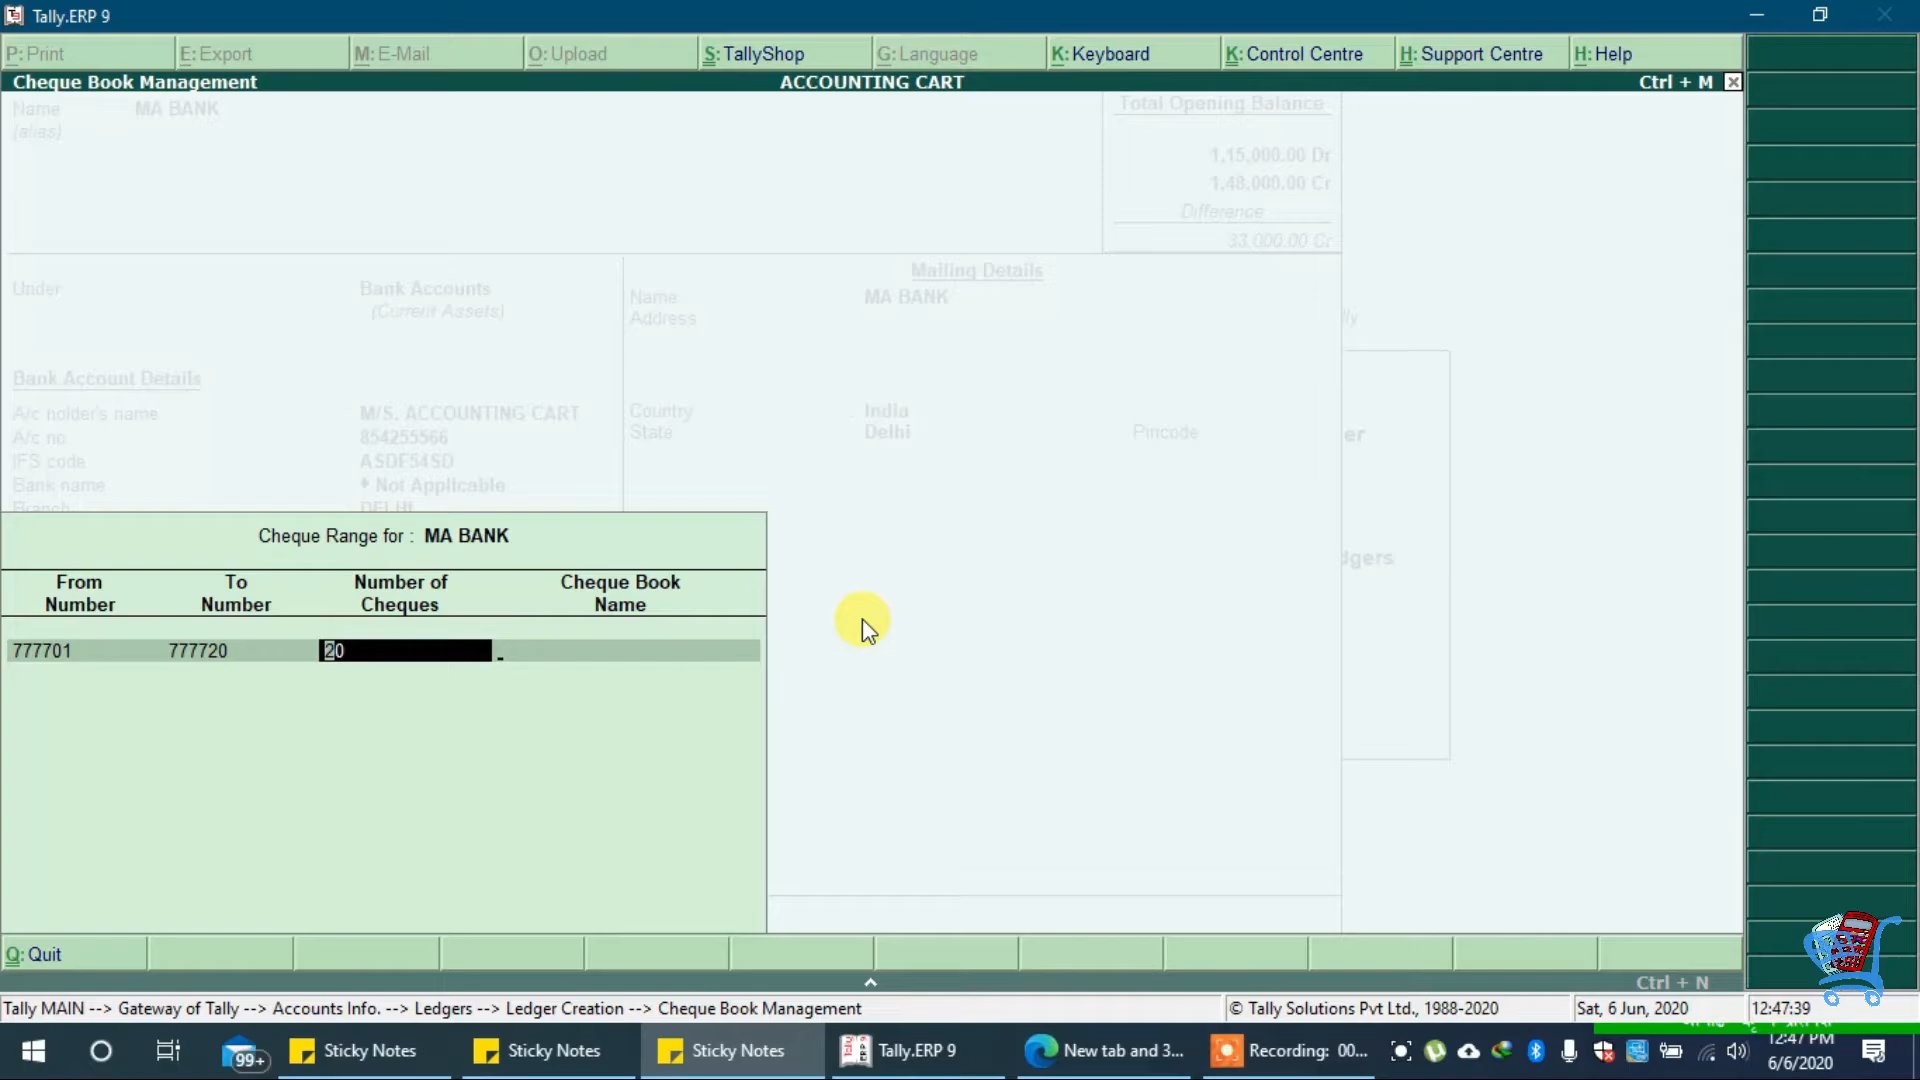 Tally.ERP 9
P: Print E: Export M: E-Mail O: Upload S: TallyShop G: Language K: Keyboard K: Control Centre H: Support Centre H: Help
Cheque Book Management ACCOUNTING CART Ctrl + M
Name MA BANK
(alias)
Total Opening Balance
1,15,000.00 Dr
1,48,000.00 Cr
Difference
33,000.00 Cr
Under Bank Accounts
(Current Assets)
Mailing Details
Name MA BANK
Address
Bank Account Details
A/c holder's name M/S. ACCOUNTING CART
A/c no. 854255566
IFS code ASDF54SD
Bank name ♦ Not Applicable
Branch DELHI
Country : India
State Delhi Pincode
lly
er
dgers
Cheque Range for : MA BANK
From Number To Number Number of Cheques Cheque Book Name
777701 777720 20
Q: Quit
Ctrl + N
Tally MAIN --> Gateway of Tally --> Accounts Info. --> Ledgers --> Ledger Creation --> Cheque Book Management © Tally Solutions Pvt Ltd., 1988-2020 Sat, 6 Jun, 2020 12:47:39
99+ Sticky Notes Sticky Notes Sticky Notes Tally.ERP 9 New tab and 3... Recording: 00... 12:47 PM
6/6/2020